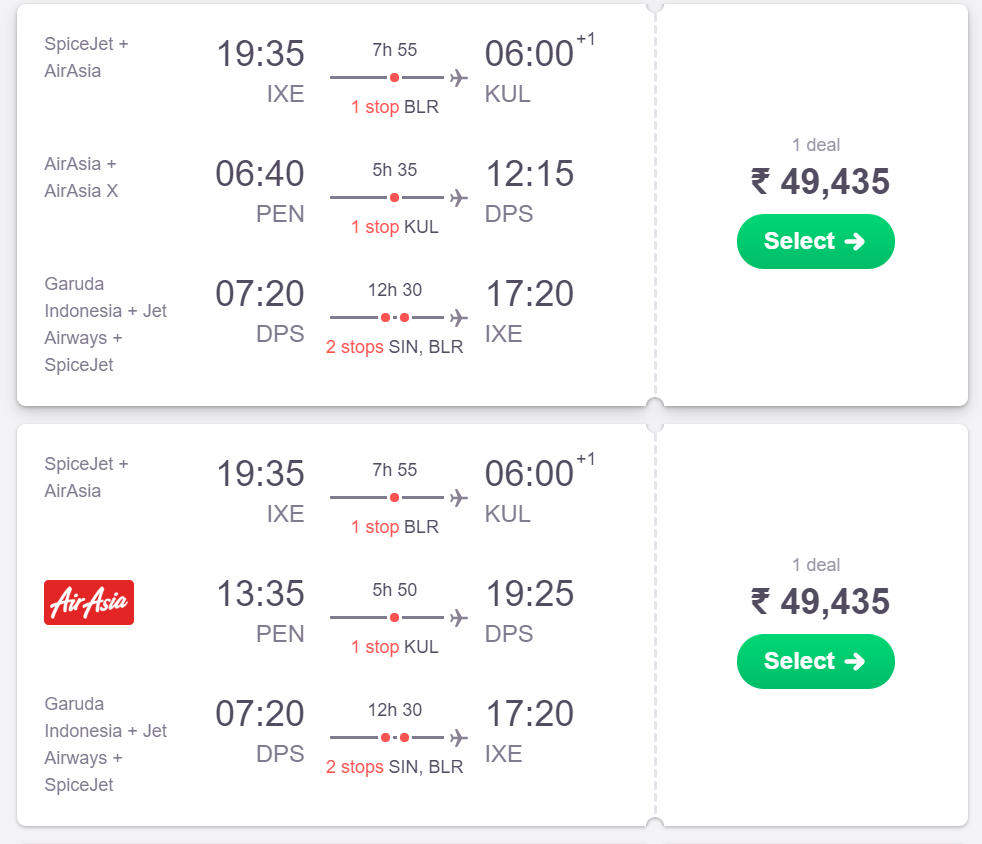 SpiceJet +
AirAsia
19:35
IXE
7h 55
1 stop BLR
06:00 +1
KUL
AirAsia +
AirAsia X
06:40
PEN
5h 35
1 stop KUL
12:15
DPS
Garuda
Indonesia + Jet
Airways +
SpiceJet
07:20
DPS
12h 30
2 stops SIN, BLR
17:20
IXE
1 deal
₹ 49,435
Select
SpiceJet +
AirAsia
19:35
IXE
7h 55
1 stop BLR
06:00 +1
KUL
AirAsia
13:35
PEN
5h 50
1 stop KUL
19:25
DPS
Garuda
Indonesia + Jet
Airways +
SpiceJet
07:20
DPS
12h 30
2 stops SIN, BLR
17:20
IXE
1 deal
₹ 49,435
Select